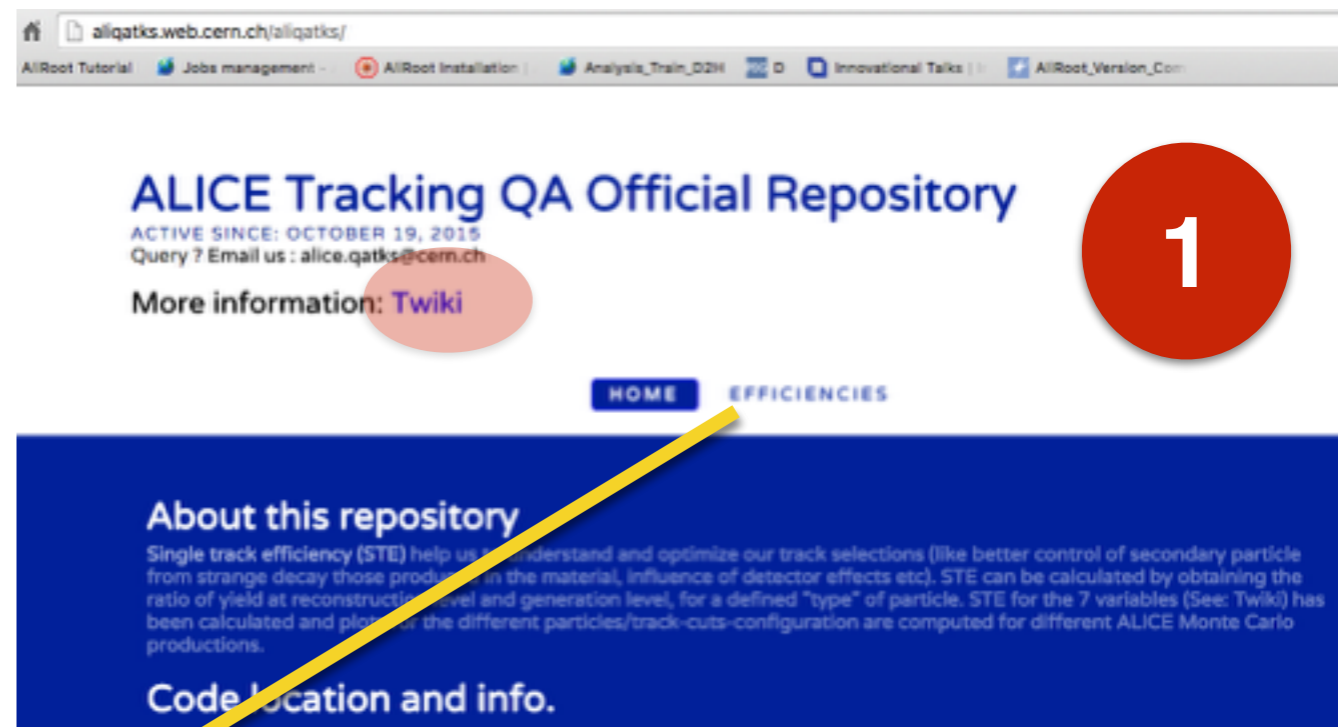 aliqatks.web.cern.ch/aliqatks/
AliRoot Tutorial Jobs management - AliRoot Installation | Analysis_Train_D2H D Innovational Talks | AliRoot_Version_Com
ALICE Tracking QA Official Repository
ACTIVE SINCE: OCTOBER 19, 2015
Query ? Email us : alice.qatks@cern.ch
More information: Twiki
1
HOME EFFICIENCIES
About this repository
Single track efficiency (STE) help us understand and optimize our track selections (like better control of secondary particle
from strange decay those in the material, influence of detector effects etc). STE can be calculated by obtaining the
ratio of yield at level and generation level, for a defined "type" of particle. STE for the 7 variables (See: Twiki) has
been calculated and the different particles/track-cuts-configuration are computed for different ALICE Monte Carlo
productions.
Code location and info.